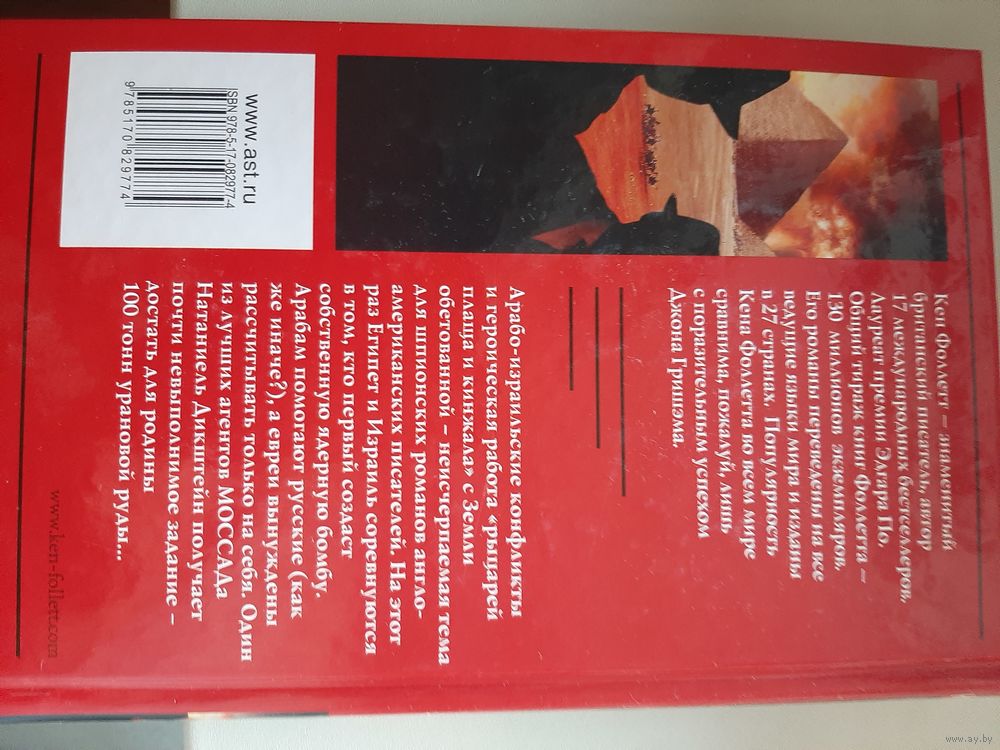 Кен Фоллетт – знаменитый
британский писатель, автор
17 международных бестселлеров,
Лауреат премии Эдгара По.
Общий тираж книг Фоллетта –
130 миллионов экземпляров.
Его романы переведены на все
ведущие языки мира и изданы
в 27 странах. Популярность
Кена Фоллетта во всем мире
сравнима, пожалуй, лишь
с поразительным успехом
Джона Гришэма.
Арабо-израильские конфликты
и героическая работа «рыцарей
плаща и кинжала» с Земли
обетованной – неисчерпаемая тема
для шпионских романов англо-
американских писателей. На этот
раз Египет и Израиль соревнуются
в том, кто первый создаст
собственную ядерную бомбу.
Арабам помогают русские (как
же иначе?), а евреи вынуждены
рассчитывать только на себя. Один
из лучших агентов МОССАДа
Натаниель Дикштейн получает
почти невыполнимое задание –
достать для родины
100 тонн урановой руды...
www.ast.ru
ISBN 978-5-17-082977-4
9 785170 829774
www.ken-follett.com
www.ay.by